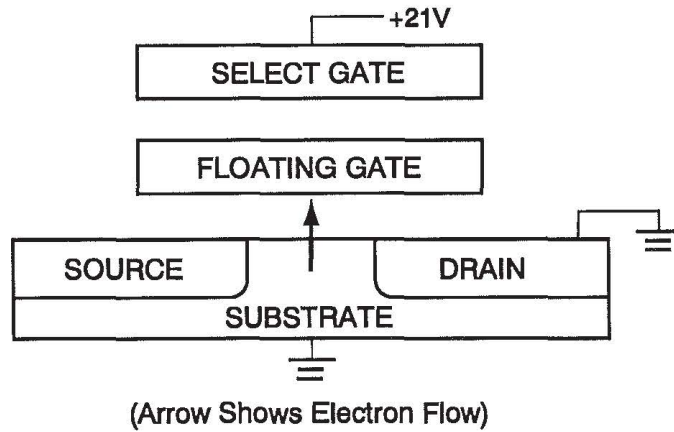 +21V
SELECT GATE
FLOATING GATE
SOURCE
DRAIN
SUBSTRATE
(Arrow Shows Electron Flow)